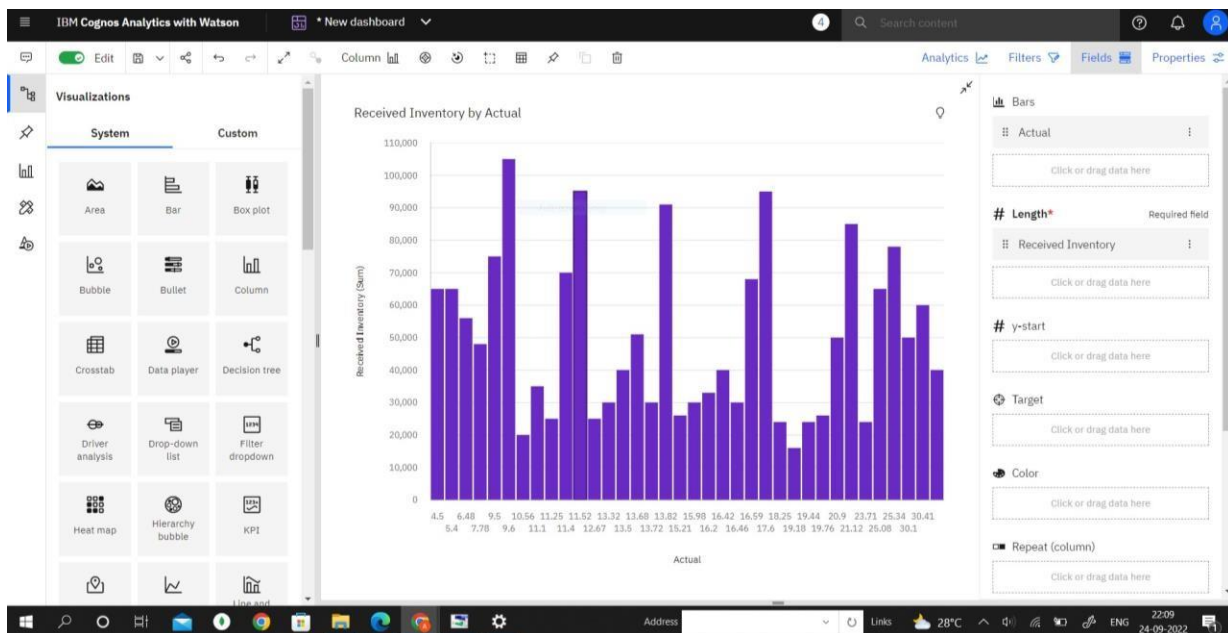 IBM Cognos Analytics with Watson
* New dashboard
4
Search content
Edit
Column
Analytics
Filters
Fields
Properties
Visualizations
System
Custom
Area
Bar
Box plot
Bubble
Bullet
Column
Crosstab
Data player
Decision tree
Driver analysis
Drop-down list
Filter dropdown
Heat map
Hierarchy bubble
KPI
Line and
Received Inventory by Actual
110,000
100,000
90,000
80,000
70,000
60,000
50,000
40,000
30,000
20,000
10,000
0
Received Inventory (Sum)
4.5 6.48 9.5 10.56 11.25 11.52 13.32 13.68 13.82 15.98 16.42 16.59 18.25 19.44 20.9 23.71 25.34 30.41
5.4 7.78 9.6 11.1 11.4 12.67 13.5 13.72 15.21 16.2 16.46 17.6 19.18 19.76 21.12 25.08 30.1
Actual
Bars
Actual
Click or drag data here
# Length* Required field
Received Inventory
Click or drag data here
# y-start
Click or drag data here
Target
Click or drag data here
Color
Click or drag data here
Repeat (column)
Click or drag data here
Address
Links
28°C
ENG
22:09
24-09-2022